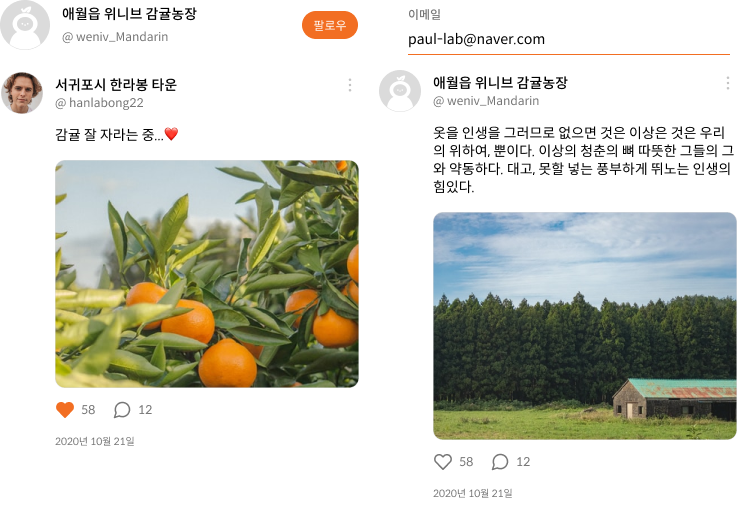 애월읍 위니브 감귤농장
@ weniv_Mandarin
팔로우
서귀포시 한라봉 타운
@ hanlabong22
감귤 잘 자라는 중...❤️
58 12
2020년 10월 21일
이메일
paul-lab@naver.com
애월읍 위니브 감귤농장
@ weniv_Mandarin
옷을 인생을 그러므로 없으면 것은 이상은 것은 우리
의 위하여, 뿐이다. 이상의 청춘의 뼈 따뜻한 그들의 그
와 약동하다. 대고, 못할 넣는 풍부하게 뛰노는 인생의
힘있다.
58 12
2020년 10월 21일